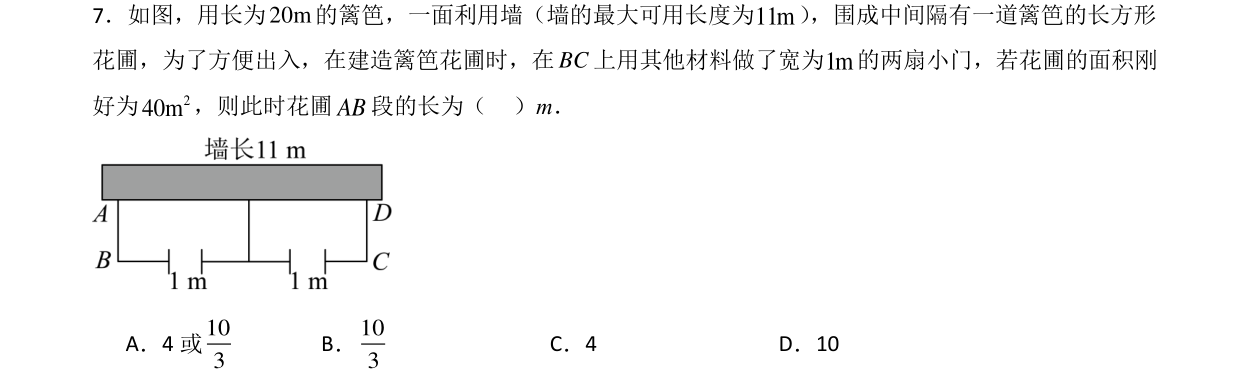 7．如图，用长为20m的篱笆，一面利用墙（墙的最大可用长度为11m），围成中间隔有一道篱笆的长方形
花圃，为了方便出入，在建造篱笆花圃时，在BC上用其他材料做了宽为1m的两扇小门，若花圃的面积刚
好为40m²，则此时花圃AB段的长为（　）m．
墙长11 m
A D
B C
1 m 1 m
A．4或10/3 B．10/3 C．4 D．10